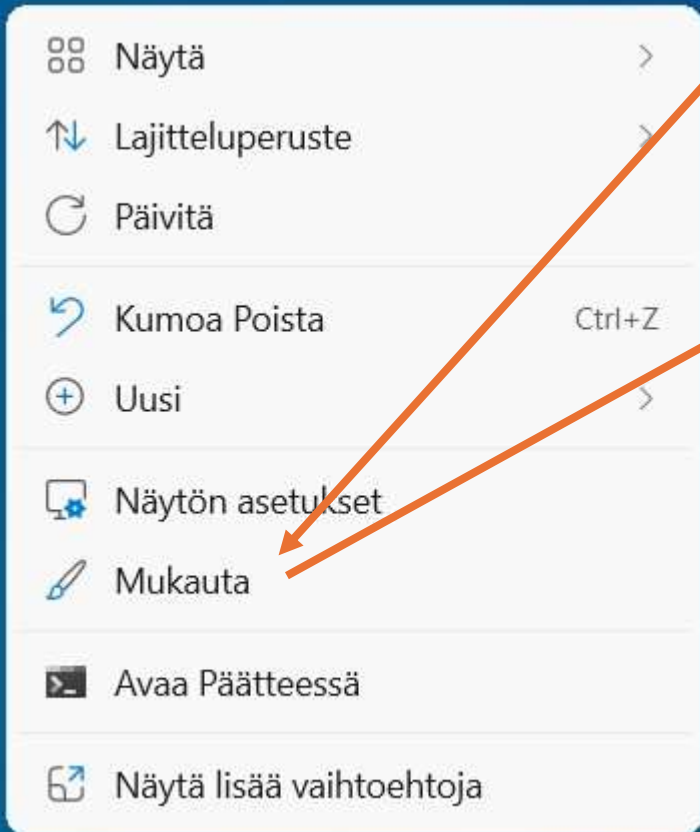 Näytä
Lajitteluperuste
Päivitä
Kumoa Poista Ctrl+Z
Uusi
Näytön asetukset
Mukauta
Avaa Päätteessä
Näytä lisää vaihtoehtoja